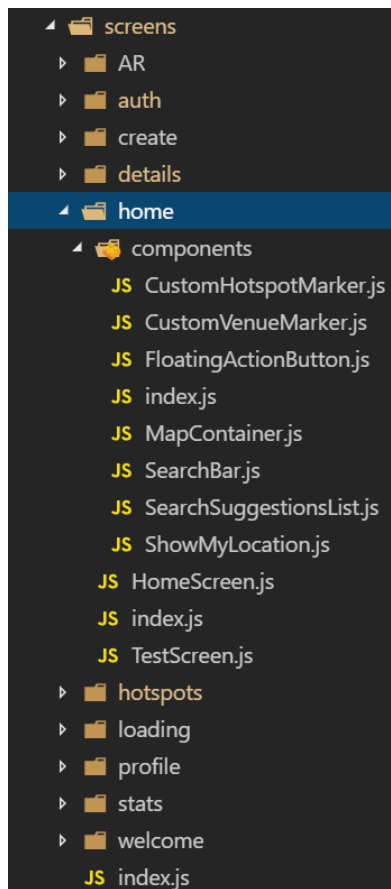 screens
AR
auth
create
details
home
components
JS CustomHotspotMarker.js
JS CustomVenueMarker.js
JS FloatingActionButton.js
JS index.js
JS MapContainer.js
JS SearchBar.js
JS SearchSuggestionsList.js
JS ShowMyLocation.js
JS HomeScreen.js
JS index.js
JS TestScreen.js
hotspots
loading
profile
stats
welcome
JS index.js